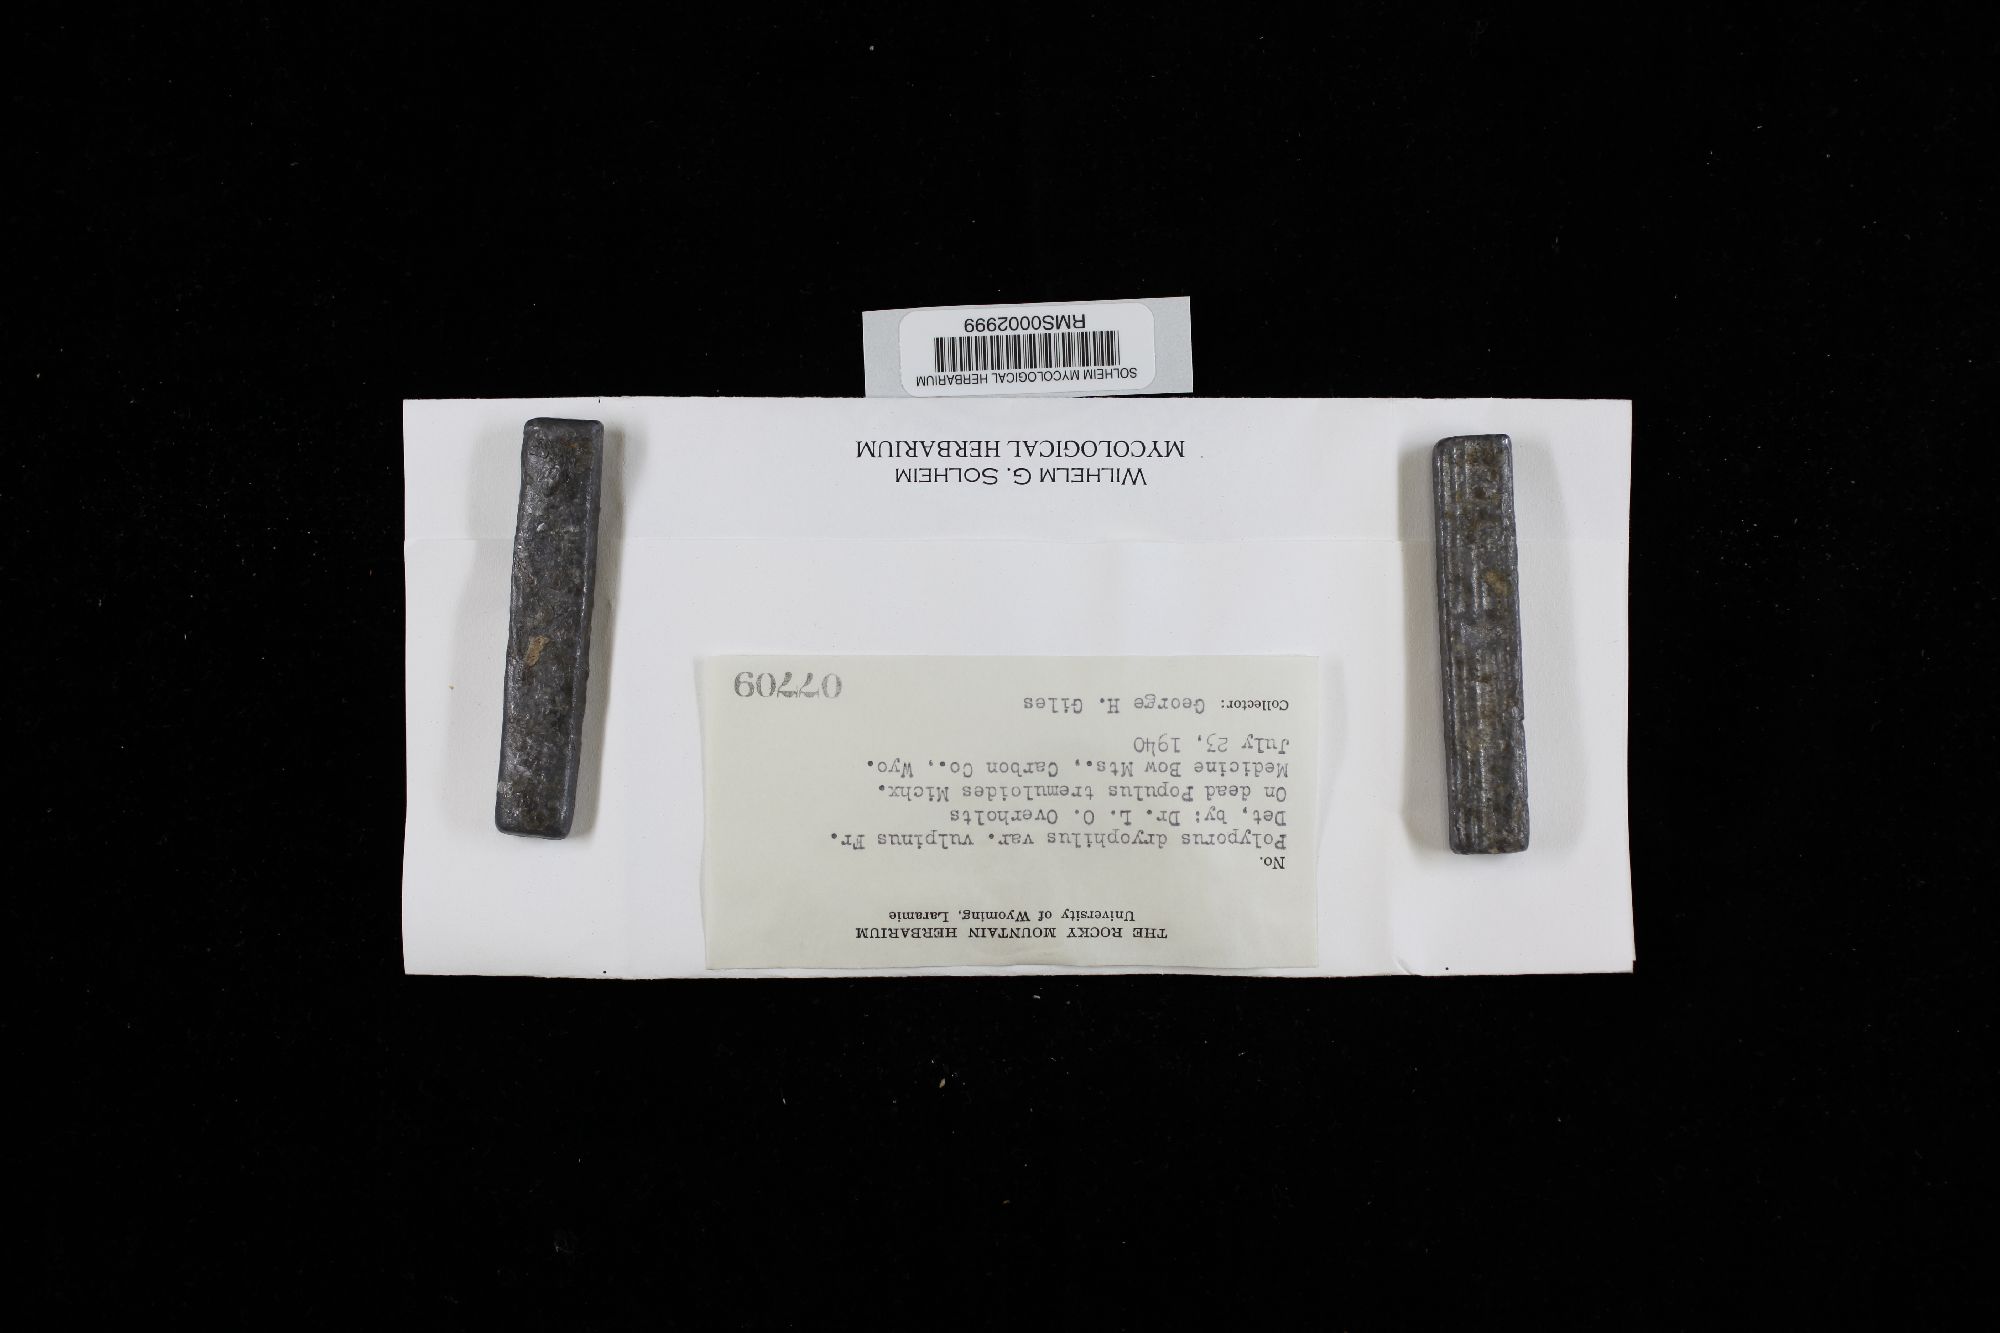 THE ROCKY MOUNTAIN HERBARIUM
University of Wyoming, Laramie
No.
Polyporus dryophilus var. vulpinus Fr.
Det, by: Dr. L. O. Overholts
On dead Populus tremuloides Michx.
Medicine Bow Mts., Carbon Co., Wyo.
July 23, 1940
Collector: George H. Giles
07709
WILHELM G. SOLHEIM
MYCOLOGICAL HERBARIUM
SOLHEIM MYCOLOGICAL HERBARIUM
RMS0002999